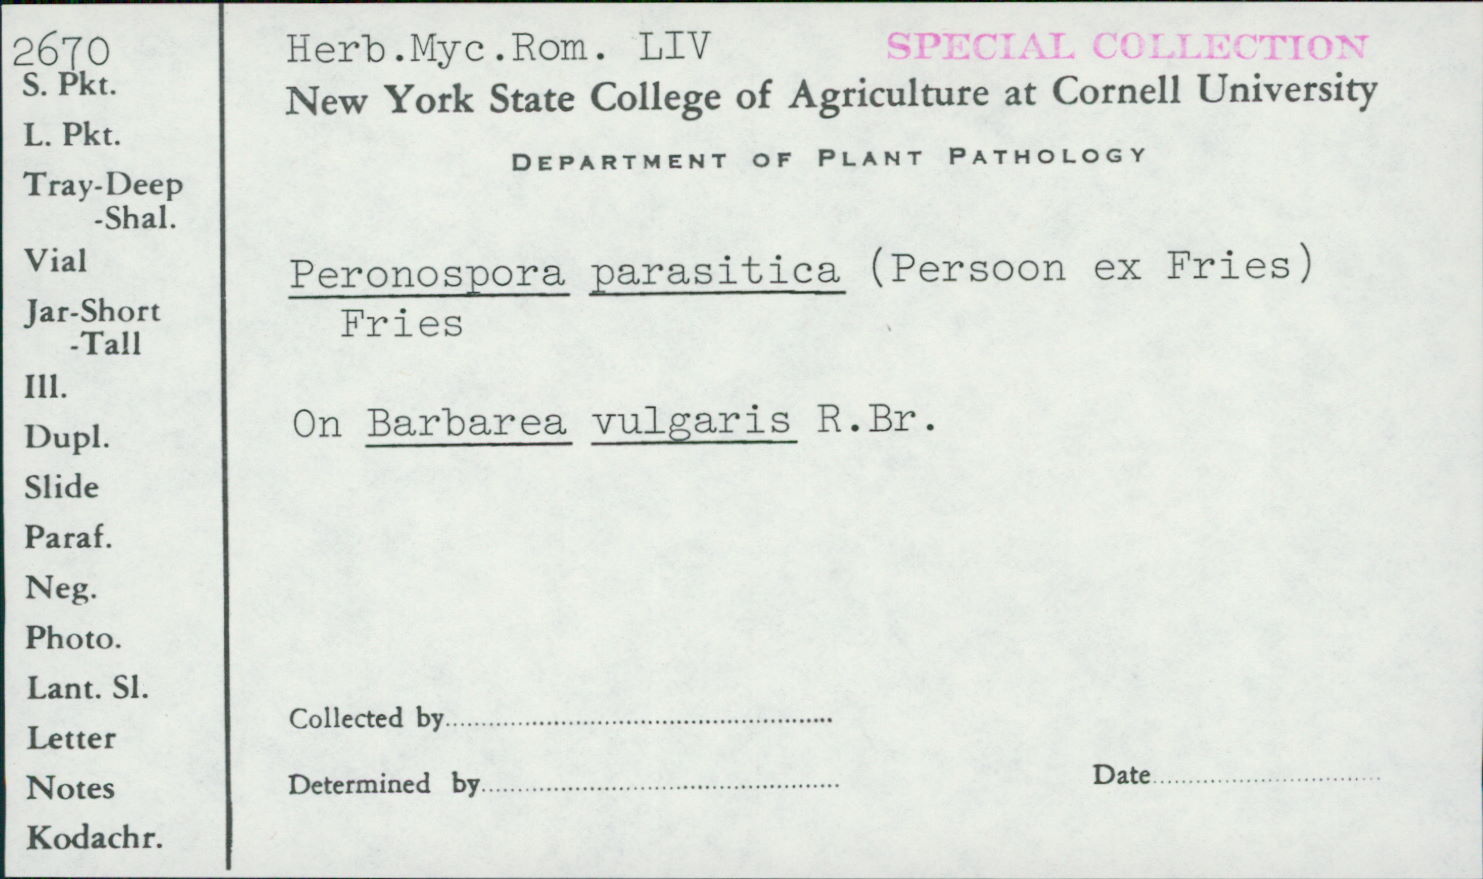 2670
S. Pkt.
L. Pkt.
Tray-Deep
-Shal.
Vial
Jar-Short
-Tall
Ill.
Dupl.
Slide
Paraf.
Neg.
Photo.
Lant. Sl.
Letter
Notes
Kodachr.
Herb.Myc.Rom. LIV
SPECIAL COLLECTION
New York State College of Agriculture at Cornell University
DEPARTMENT OF PLANT PATHOLOGY
Peronospora parasitica (Persoon ex Fries)
Fries
On Barbarea vulgaris R.Br.
Collected by
Determined by
Date